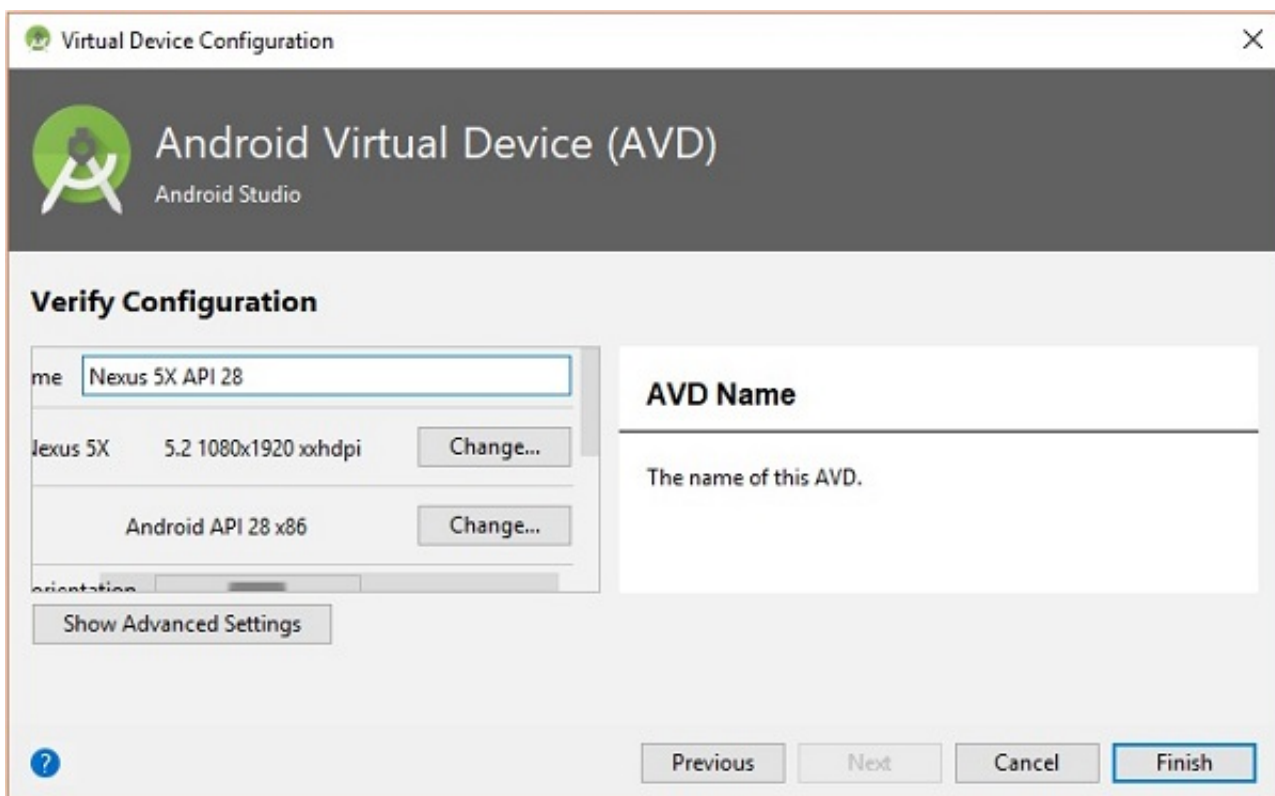 Virtual Device Configuration
Android Virtual Device (AVD)
Android Studio
Verify Configuration
me Nexus 5X API 28
Nexus 5X 5.2 1080x1920 xxhdpi Change...
Android API 28 x86 Change...
orientation
Show Advanced Settings
AVD Name
The name of this AVD.
? Previous Next Cancel Finish